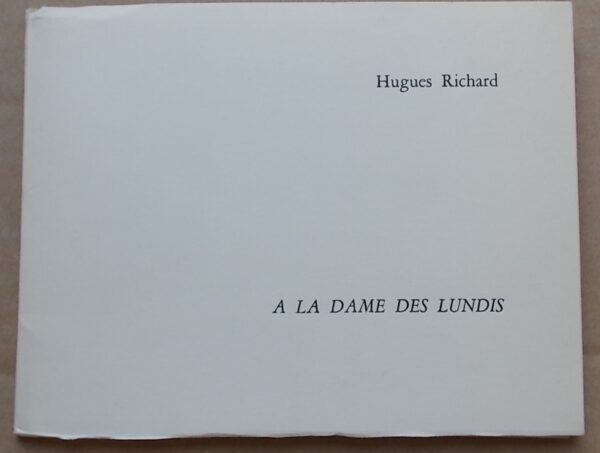 Hugues Richard
A LA DAME DES LUNDIS